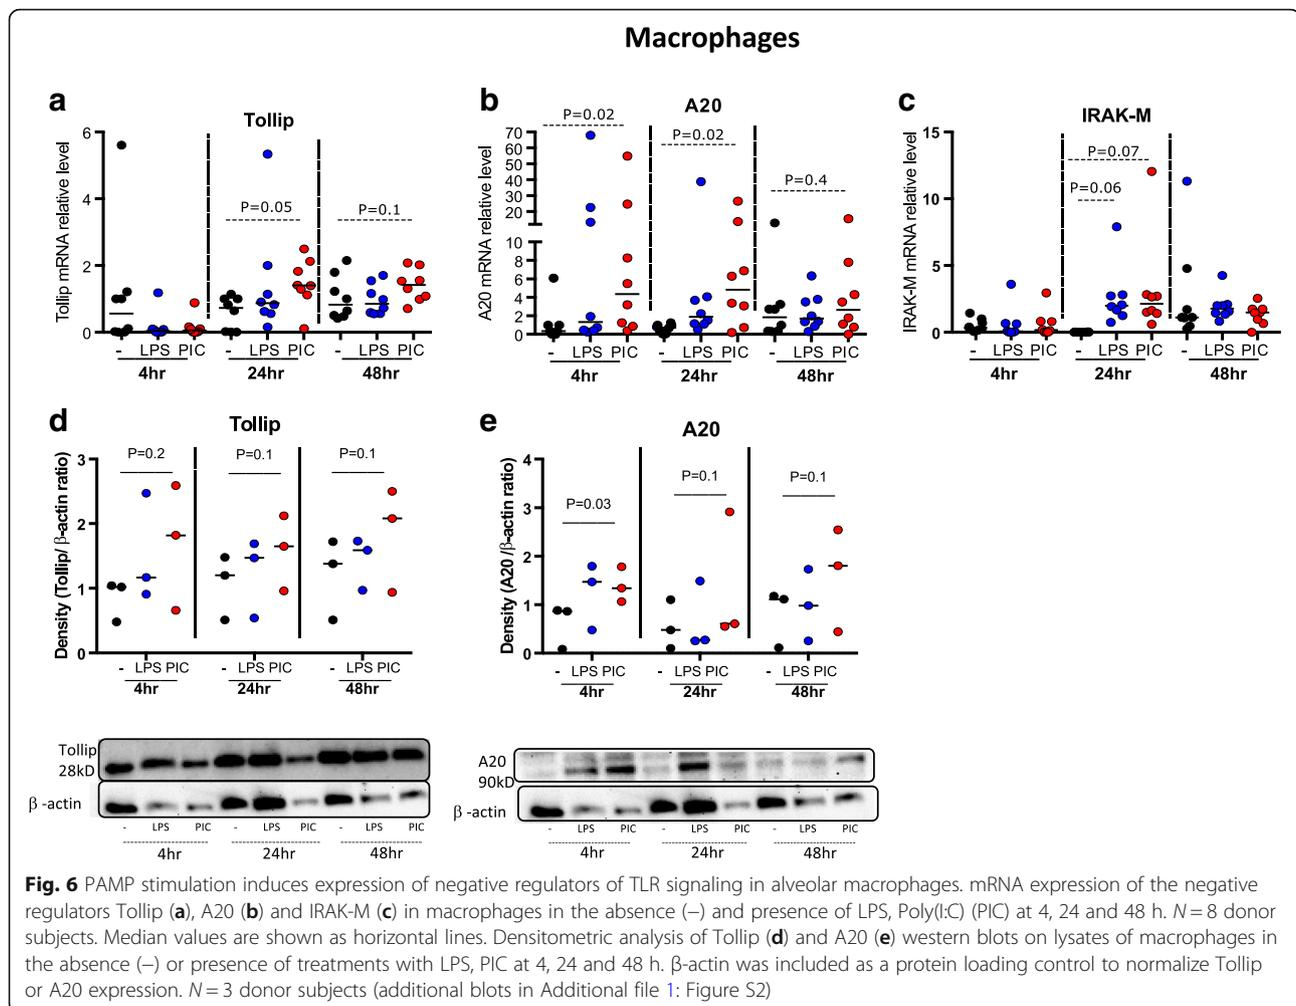 Macrophages
a
Tollip
Tollip mRNA relative level
6
4
2
0
P=0.05
P=0.1
- LPS PIC - LPS PIC - LPS PIC
4hr 24hr 48hr
b
A20
A20 mRNA relative level
70
60
50
40
30
20
10
8
6
4
2
0
P=0.02
P=0.02
P=0.4
- LPS PIC - LPS PIC - LPS PIC
4hr 24hr 48hr
c
IRAK-M
IRAK-M mRNA relative level
15
10
5
0
P=0.07
P=0.06
- LPS PIC - LPS PIC - LPS PIC
4hr 24hr 48hr
d
Tollip
Density (Tollip/ β-actin ratio)
3
2
1
0
P=0.2
P=0.1
P=0.1
- LPS PIC - LPS PIC - LPS PIC
4hr 24hr 48hr
Tollip
28kD
β -actin
- LPS PIC - LPS PIC - LPS PIC
4hr 24hr 48hr
e
A20
Density (A20 /β-actin ratio)
4
3
2
1
0
P=0.03
P=0.1
P=0.1
- LPS PIC - LPS PIC - LPS PIC
4hr 24hr 48hr
A20
90kD
β -actin
- LPS PIC - LPS PIC - LPS PIC
4hr 24hr 48hr
Fig. 6 PAMP stimulation induces expression of negative regulators of TLR signaling in alveolar macrophages. mRNA expression of the negative
regulators Tollip (a), A20 (b) and IRAK-M (c) in macrophages in the absence (−) and presence of LPS, Poly(I:C) (PIC) at 4, 24 and 48 h. N = 8 donor
subjects. Median values are shown as horizontal lines. Densitometric analysis of Tollip (d) and A20 (e) western blots on lysates of macrophages in
the absence (−) or presence of treatments with LPS, PIC at 4, 24 and 48 h. β-actin was included as a protein loading control to normalize Tollip
or A20 expression. N = 3 donor subjects (additional blots in Additional file 1: Figure S2)